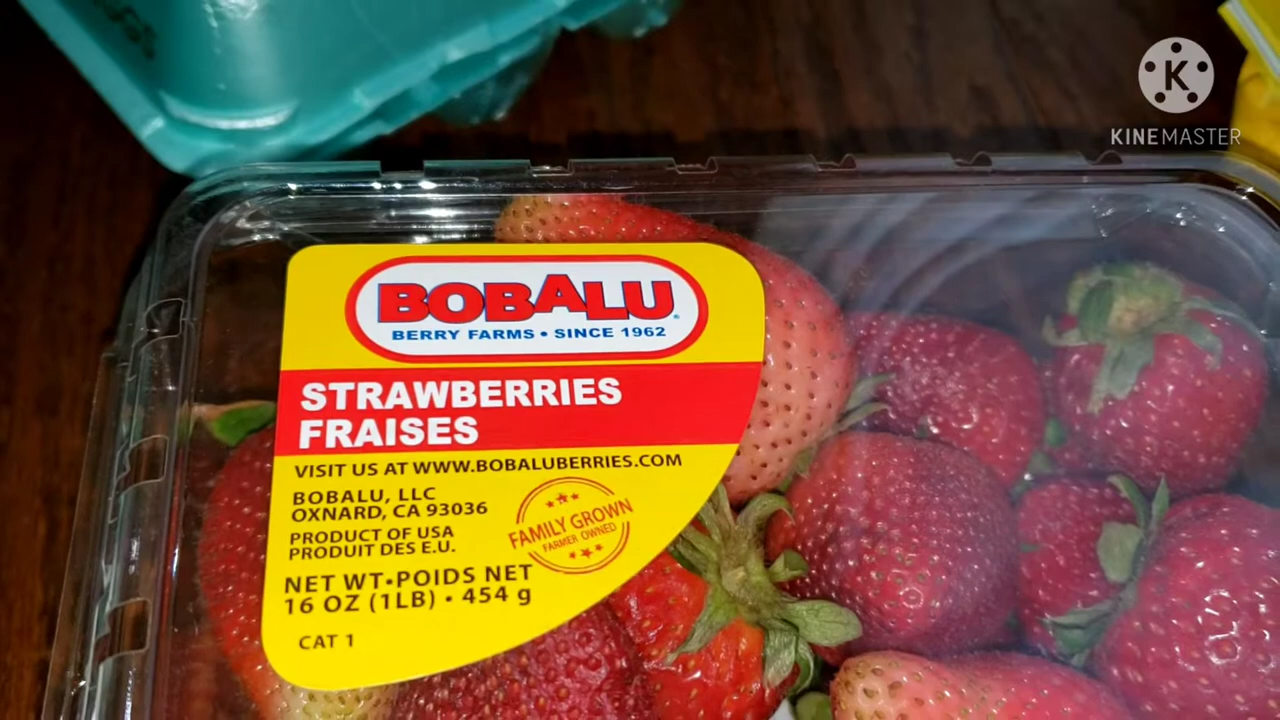 K
KINEMASTER
BOBALU
BERRY FARMS • SINCE 1962
STRAWBERRIES
FRAISES
VISIT US AT WWW.BOBALUBERRIES.COM
BOBALU, LLC
OXNARD, CA 93036
PRODUCT OF USA
PRODUIT DES E.U.
FAMILY GROWN
FARMER OWNED
NET WT•POIDS NET
16 OZ (1LB) • 454 g
CAT 1